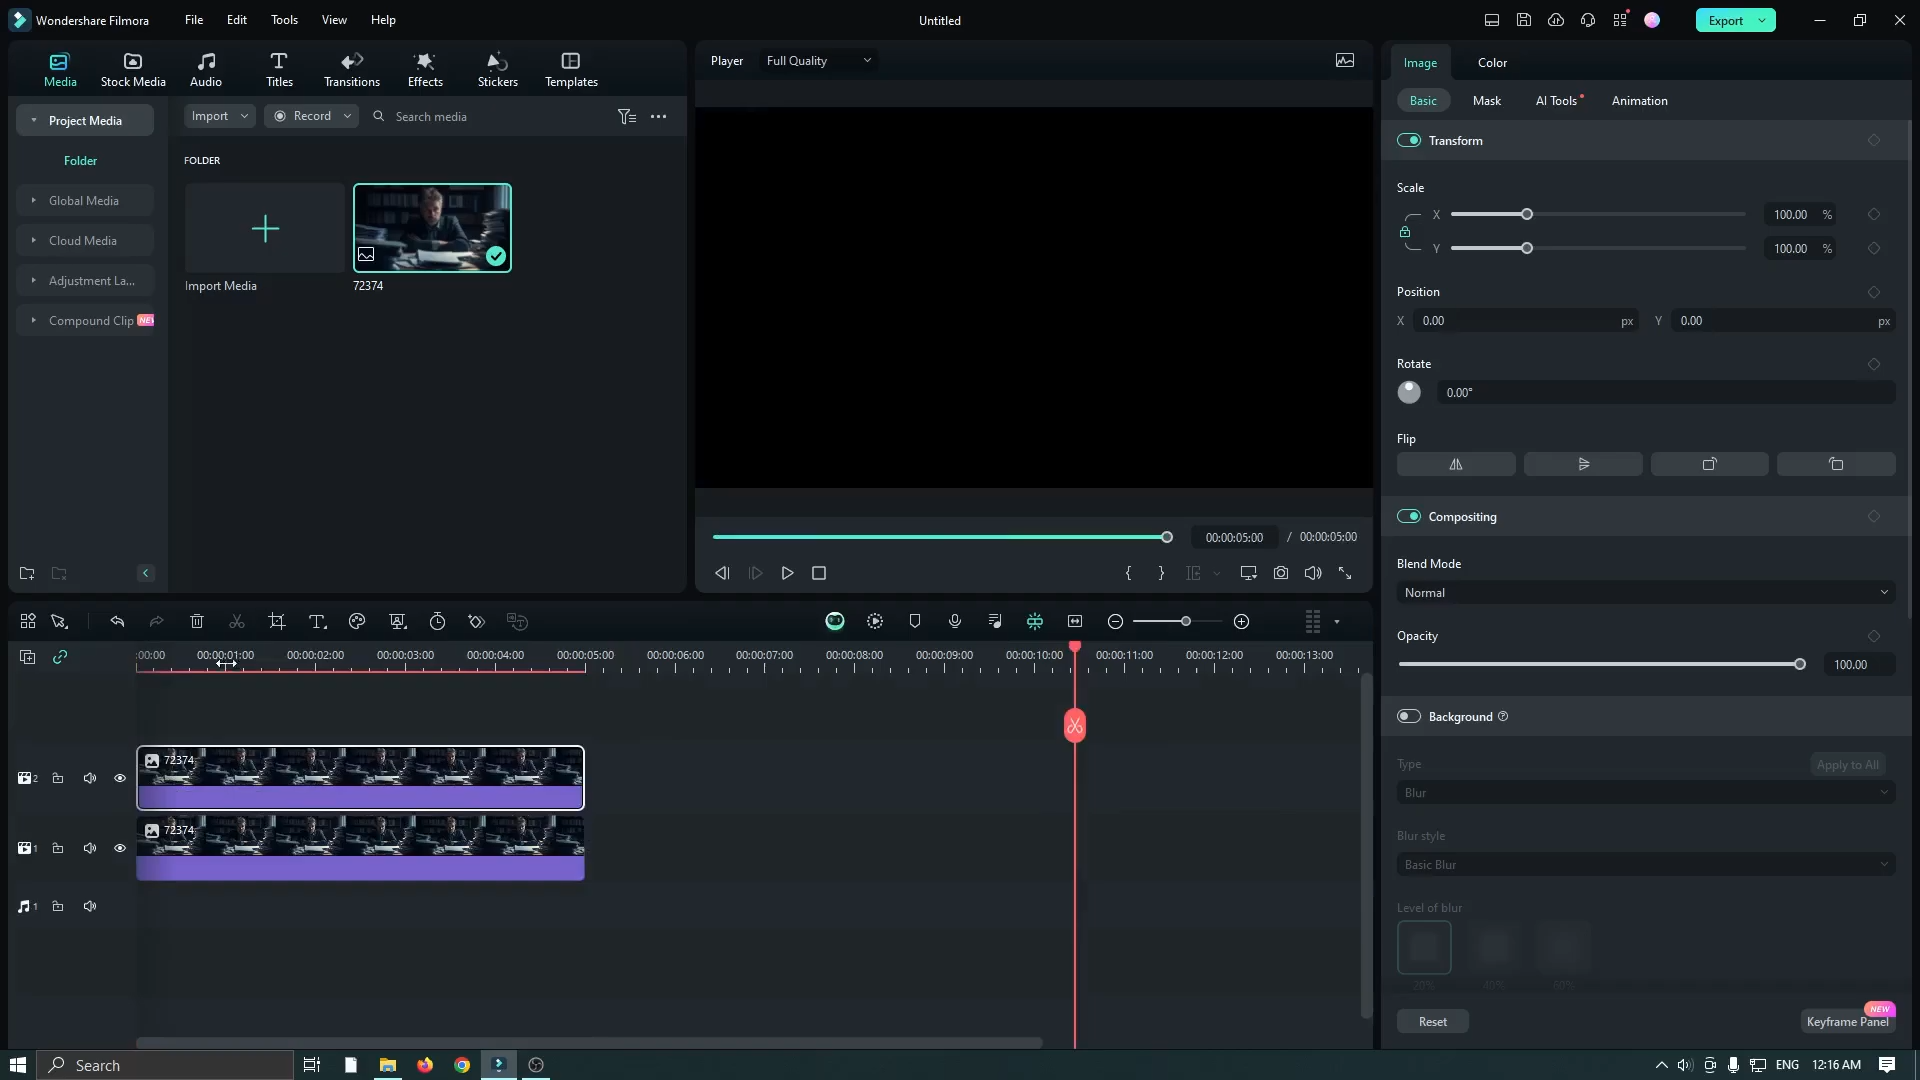 Wondershare Filmora
File
Edit
Tools
View
Help
Untitled
Export
Media
Stock Media
Audio
Titles
Transitions
Effects
Stickers
Templates
Player
Full Quality
Image
Color
Basic
Mask
AI Tools
Animation
Project Media
Folder
Global Media
Cloud Media
Adjustment La...
Compound Clip
Import
Record
Search media
FOLDER
Import Media
72374
00:00:05:00 / 00:00:05:00
Transform
Scale
X 100.00 %
Y 100.00 %
Position
X 0.00 px Y 0.00 px
Rotate
0.00°
Flip
Compositing
Blend Mode
Normal
Opacity
100.00
Background
Type
Apply to All
Blur
Blur style
Basic Blur
Level of blur
20% 40% 60%
Reset
NEW
Keyframe Panel
:00:00 00:00:01:00 00:00:02:00 00:00:03:00 00:00:04:00 00:00:05:00 00:00:06:00 00:00:07:00 00:00:08:00 00:00:09:00 00:00:10:00 00:00:11:00 00:00:12:00 00:00:13:00
72374
2
72374
1
1
Search
ENG
12:16 AM